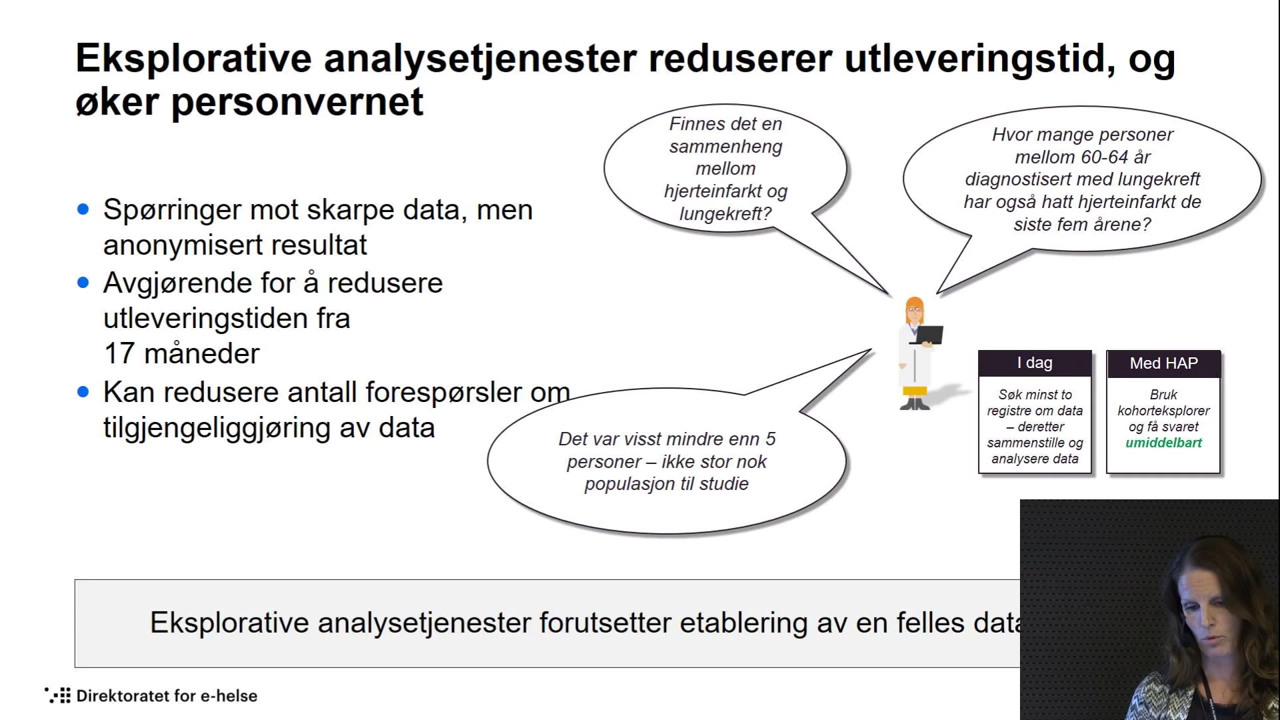 Eksplorative analysetjenester reduserer utleveringstid, og
øker personvernet
Spørringer mot skarpe data, men
anonymisert resultat
Avgjørende for å redusere
utleveringstiden fra
17 måneder
Kan redusere antall forespørsler om
tilgjengeliggjøring av data
Finnes det en
sammenheng
mellom
hjerteinfarkt og
lungekreft?
Hvor mange personer
mellom 60-64 år
diagnostisert med lungekreft
har også hatt hjerteinfarkt de
siste fem årene?
Det var visst mindre enn 5
personer – ikke stor nok
populasjon til studie
I dag
Søk minst to
registre om data
– deretter
sammenstille og
analysere data
Med HAP
Bruk
kohorteksplorer
og få svaret
umiddelbart
Eksplorative analysetjenester forutsetter etablering av en felles
Direktoratet for e-helse